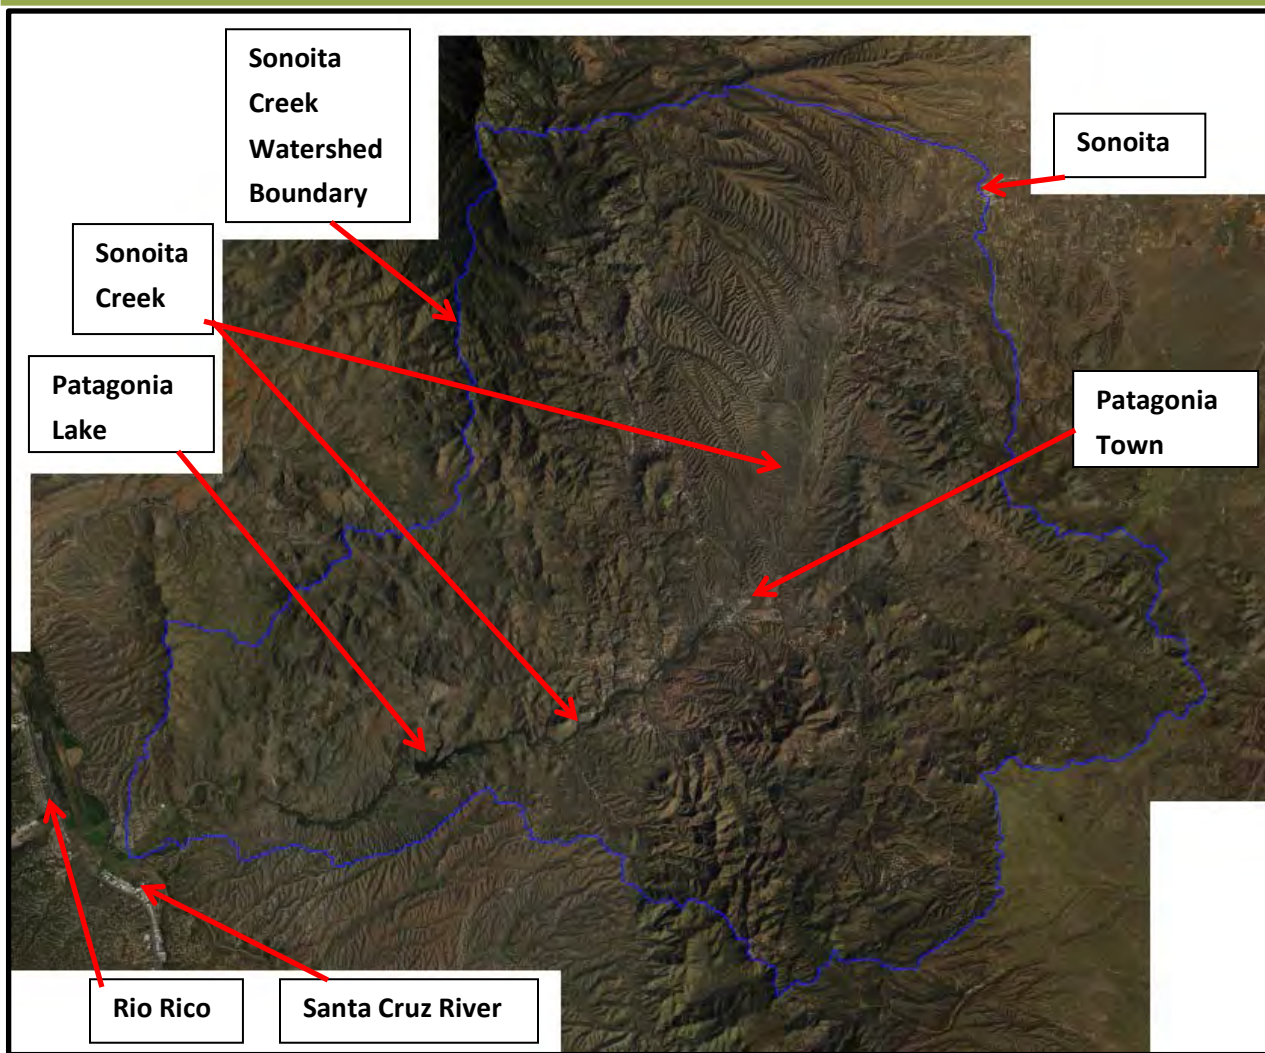 Sonoita
Creek
Watershed
Boundary
Sonoita
Sonoita
Creek
Patagonia
Lake
Patagonia
Town
Rio Rico
Santa Cruz River